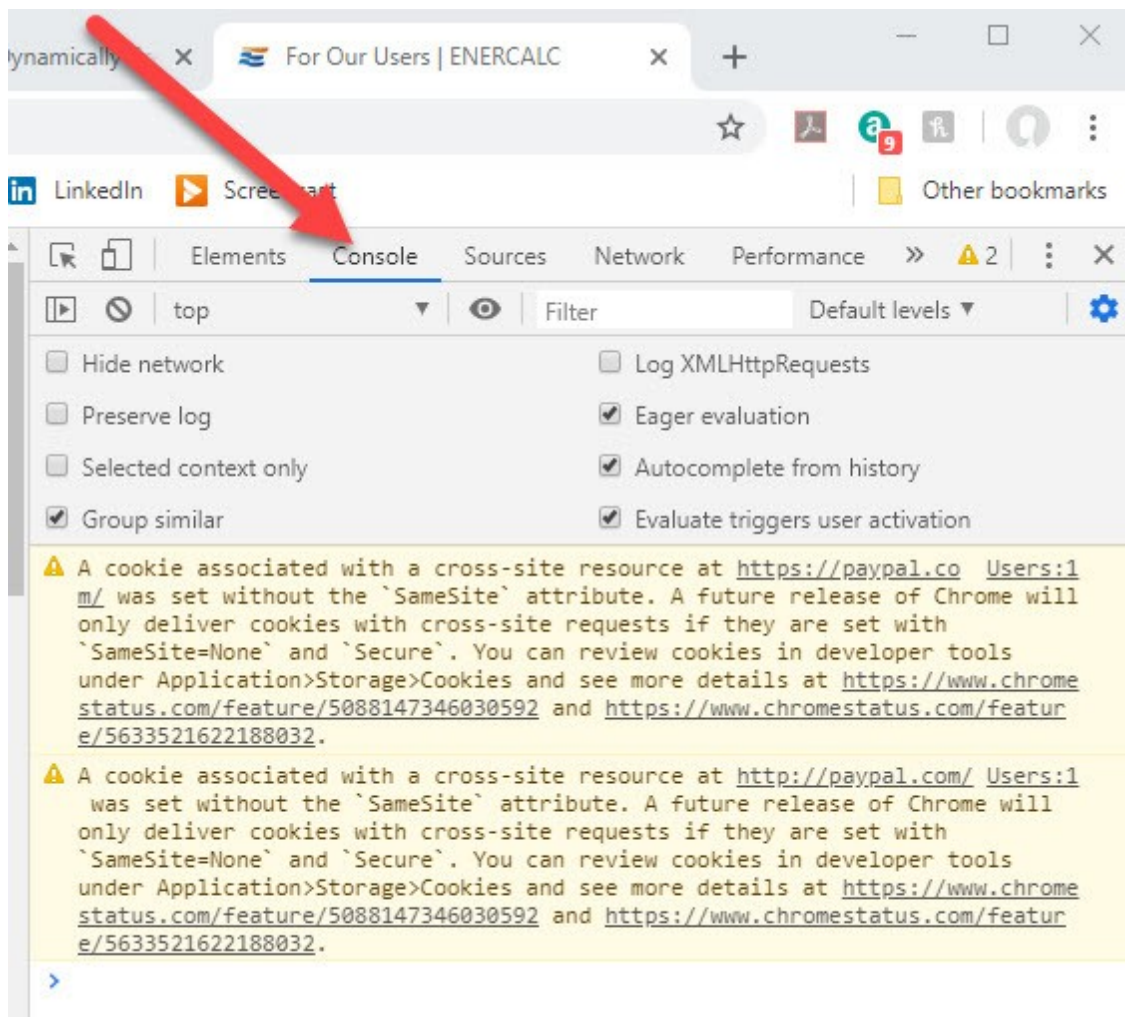 ynamically × For Our Users | ENERCALC ×
9
LinkedIn Other bookmarks
Elements Console Sources Network Performance » 2
top Filter Default levels ▼
Hide network Log XMLHttpRequests
Preserve log Eager evaluation
Selected context only Autocomplete from history
Group similar Evaluate triggers user activation
A cookie associated with a cross-site resource at https://paypal.co Users:1
m/ was set without the `SameSite` attribute. A future release of Chrome will
only deliver cookies with cross-site requests if they are set with
`SameSite=None` and `Secure`. You can review cookies in developer tools
under Application>Storage>Cookies and see more details at https://www.chrome
status.com/feature/5088147346030592 and https://www.chromestatus.com/featur
e/5633521622188032.
A cookie associated with a cross-site resource at http://paypal.com/ Users:1
was set without the `SameSite` attribute. A future release of Chrome will
only deliver cookies with cross-site requests if they are set with
`SameSite=None` and `Secure`. You can review cookies in developer tools
under Application>Storage>Cookies and see more details at https://www.chrome
status.com/feature/5088147346030592 and https://www.chromestatus.com/featur
e/5633521622188032.
>